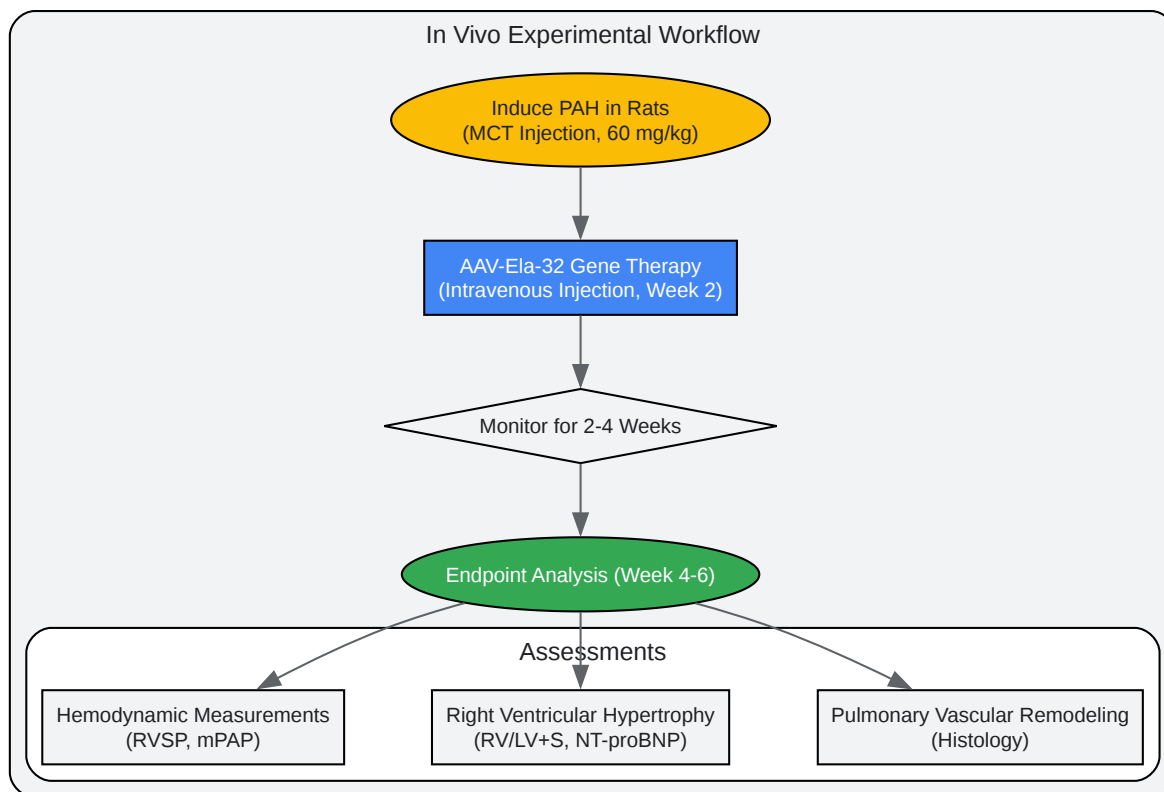 In Vivo Experimental Workflow
Induce PAH in Rats
(MCT Injection, 60 mg/kg)
AAV-Ela-32 Gene Therapy
(Intravenous Injection, Week 2)
Monitor for 2-4 Weeks
Endpoint Analysis (Week 4-6)
Assessments
Hemodynamic Measurements
(RVSP, mPAP)
Right Ventricular Hypertrophy
(RV/LV+S, NT-proBNP)
Pulmonary Vascular Remodeling
(Histology)